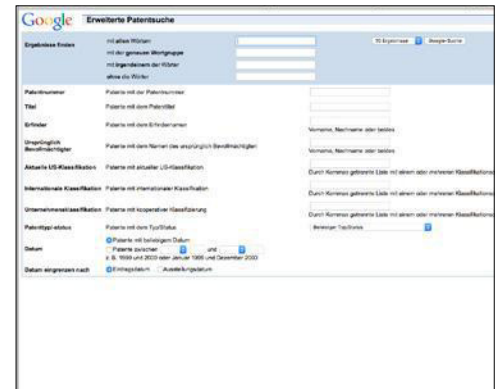 Google Erweiterte Patentsuche
Ergebnisse finden mit allen Wörtern 10 Ergebnisse Google-Suche
mit der genauen Wortgruppe
mit irgendeinem der Wörter
ohne die Wörter
Patentnummer Patente mit der Patentnummer
Titel Patente mit dem Patenttitel
Erfinder Patente mit dem Erfindernamen
Vorname, Nachname oder beides
Ursprünglich Bevollmächtigter Patente mit dem Namen des ursprünglich Bevollmächtigten
Vorname, Nachname oder beides
Aktuelle US-Klassifikation Patente mit aktueller US-Klassifikation
Durch Kommas getrennte Liste mit einem oder mehreren
Internationale Klassifikation Patente mit internationaler Klassifikation
Durch Kommas getrennte Liste mit einem oder mehreren
Unternehmensklassifikation Patente mit kooperativer Klassifizierung
Durch Kommas getrennte Liste mit einem oder mehreren
Patenttyp/-status Patente mit dem Typ/Status Beliebiger Typ/Status
Patente mit beliebigem Datum
Datum Patente zwischen und
z. B. 1999 und 2000 oder Januar 1999 und Dezember 2000
Datum eingrenzen nach Eintragsdatum Ausstellungsdatum